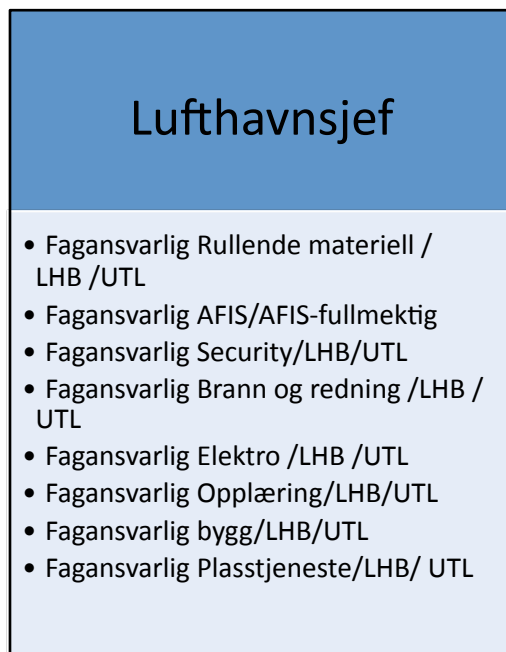 Lufthavnsjef
• Fagansvarlig Rullende materiell /
LHB /UTL
• Fagansvarlig AFIS/AFIS-fullmektig
• Fagansvarlig Security/LHB/UTL
• Fagansvarlig Brann og redning /LHB /
UTL
• Fagansvarlig Elektro /LHB /UTL
• Fagansvarlig Opplæring/LHB/UTL
• Fagansvarlig bygg/LHB/UTL
• Fagansvarlig Plasstjeneste/LHB/ UTL